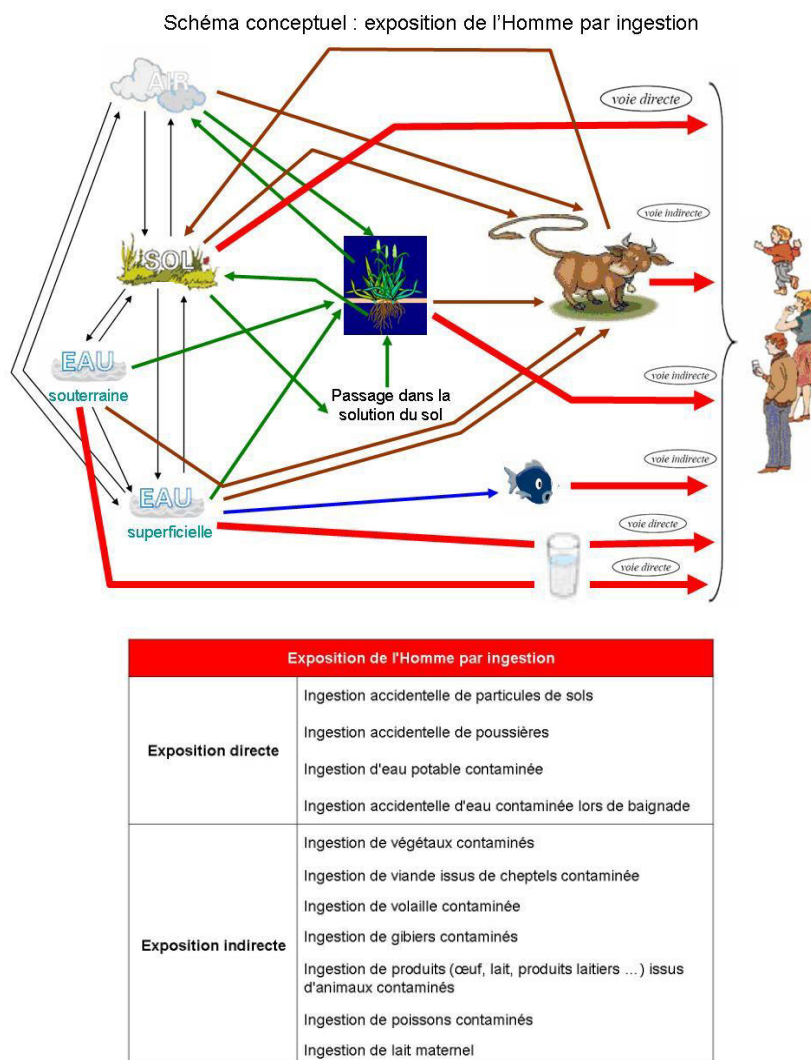 Schéma conceptuel : exposition de l'Homme par ingestion
AIR
voie directe
voie indirecte
SOL
EAU
souterraine
Passage dans la
solution du sol
voie indirecte
voie indirecte
EAU
superficielle
voie directe
voie directe
Exposition de l'Homme par ingestion
Exposition directe
Ingestion accidentelle de particules de sols
Ingestion accidentelle de poussières
Ingestion d'eau potable contaminée
Ingestion accidentelle d'eau contaminée lors de baignade
Exposition indirecte
Ingestion de végétaux contaminés
Ingestion de viande issus de cheptels contaminée
Ingestion de volaille contaminée
Ingestion de gibiers contaminés
Ingestion de produits (œuf, lait, produits laitiers ...) issus
d'animaux contaminés
Ingestion de poissons contaminés
Ingestion de lait maternel